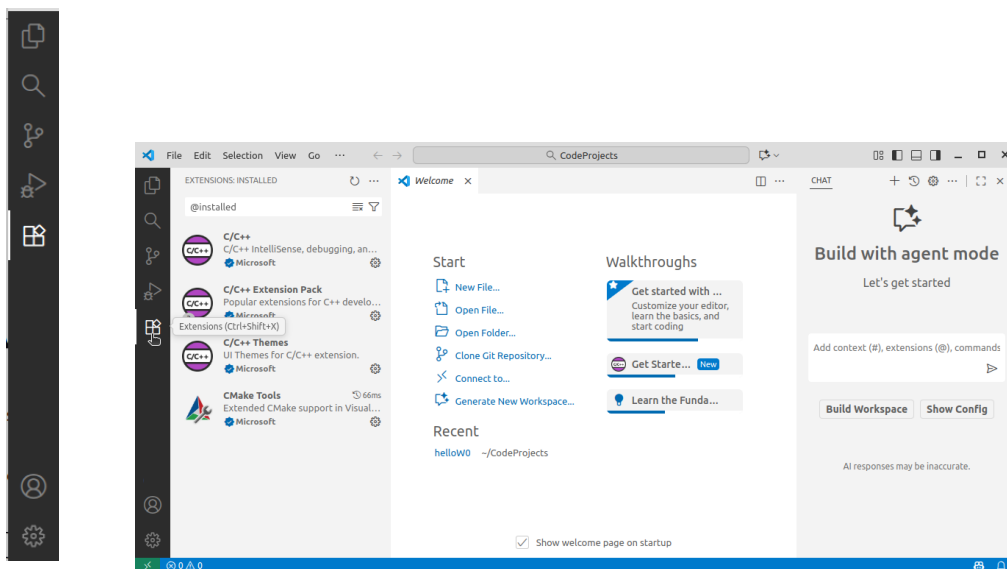 File Edit Selection View Go ··· CodeProjects
EXTENSIONS: INSTALLED
@installed
C/C++
C/C++ IntelliSense, debugging, an...
Microsoft
C/C++ Extension Pack
Popular extensions for C++ develo...
Microsoft
Extensions (Ctrl+Shift+X)
C/C++ Themes
UI Themes for C/C++ extension.
Microsoft
CMake Tools 66ms
Extended CMake support in Visual...
Microsoft
Welcome
Start
New File...
Open File...
Open Folder...
Clone Git Repository...
Connect to...
Generate New Workspace...
Recent
helloW0 ~/CodeProjects
Walkthroughs
Get started with ...
Customize your editor,
learn the basics, and
start coding
Get Starte... New
Learn the Funda...
Show welcome page on startup
CHAT
Build with agent mode
Let's get started
Add context (#), extensions (@), commands
Build Workspace Show Config
AI responses may be inaccurate.
0 0
C/C++
C/C++
C/C++